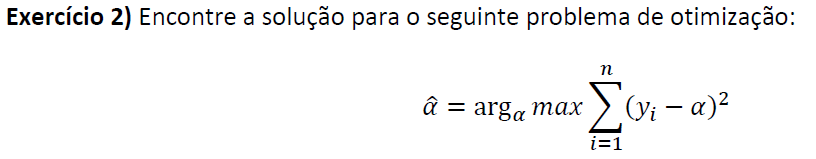 Exercício 2) Encontre a solução para o seguinte problema de otimização:
α̂ = arg_α max ∑_{i=1}^{n} (y_i − α)²